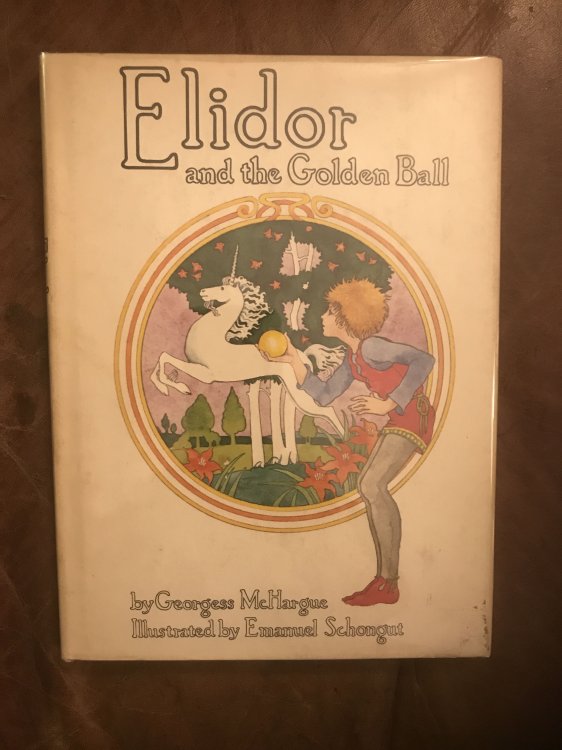 Elidor
and the Golden Ball
by Georgess McHargue
Illustrated by Emanuel Schongut